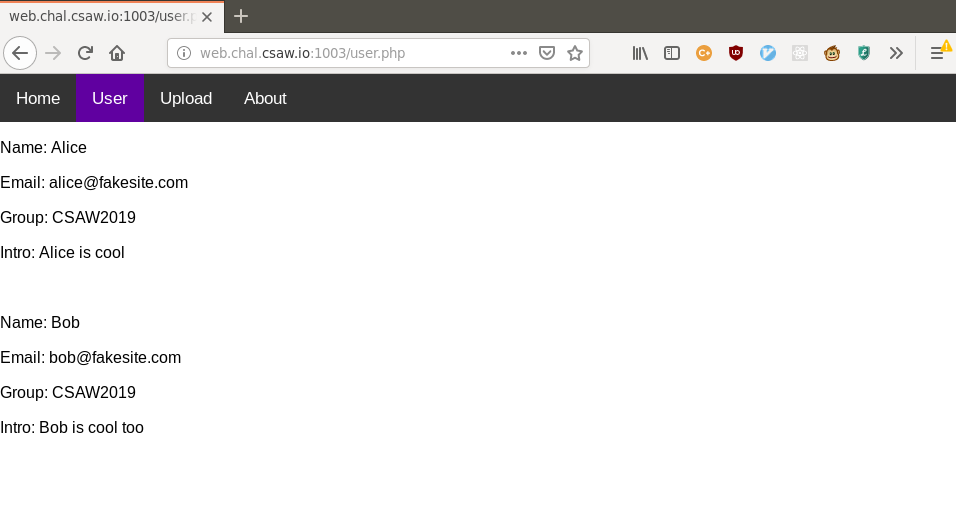 web.chal.csaw.io:1003/user.p
web.chal.csaw.io:1003/user.php
Home User Upload About
Name: Alice
Email: alice@fakesite.com
Group: CSAW2019
Intro: Alice is cool
Name: Bob
Email: bob@fakesite.com
Group: CSAW2019
Intro: Bob is cool too